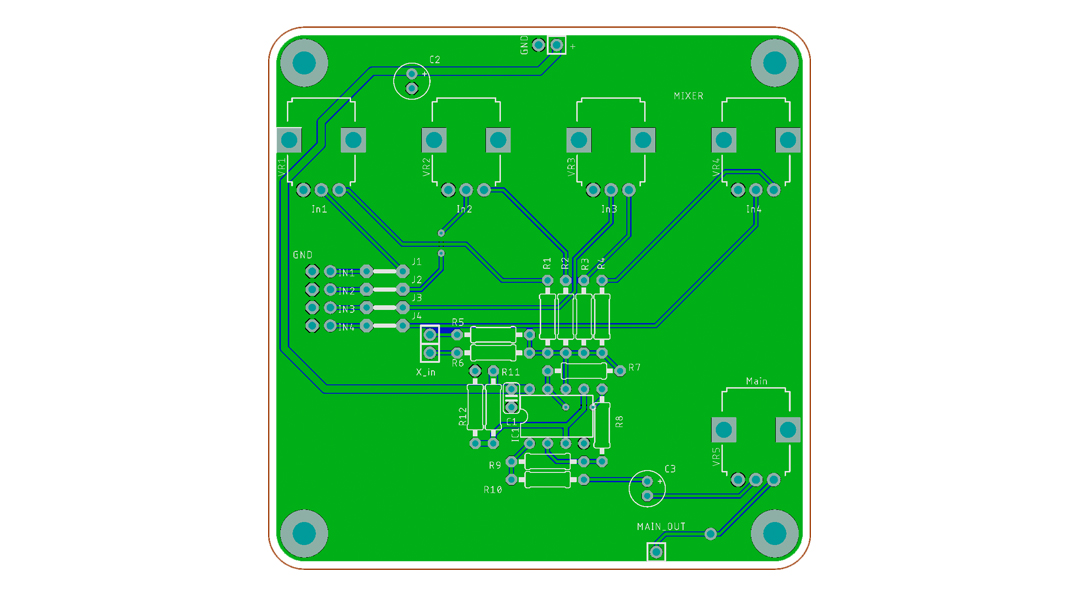 GND
+
C2
+
MIXER
VR1
VR2
VR3
VR4
In1
In2
In3
In4
GND
J1
IN1
J2
IN2
J3
IN3
J4
IN4
R1
R2
R3
R5
R6
X_in
R11
R7
Main
R12
C1
IC1
R8
VR5
R9
R10
C3
+
MAIN_OUT